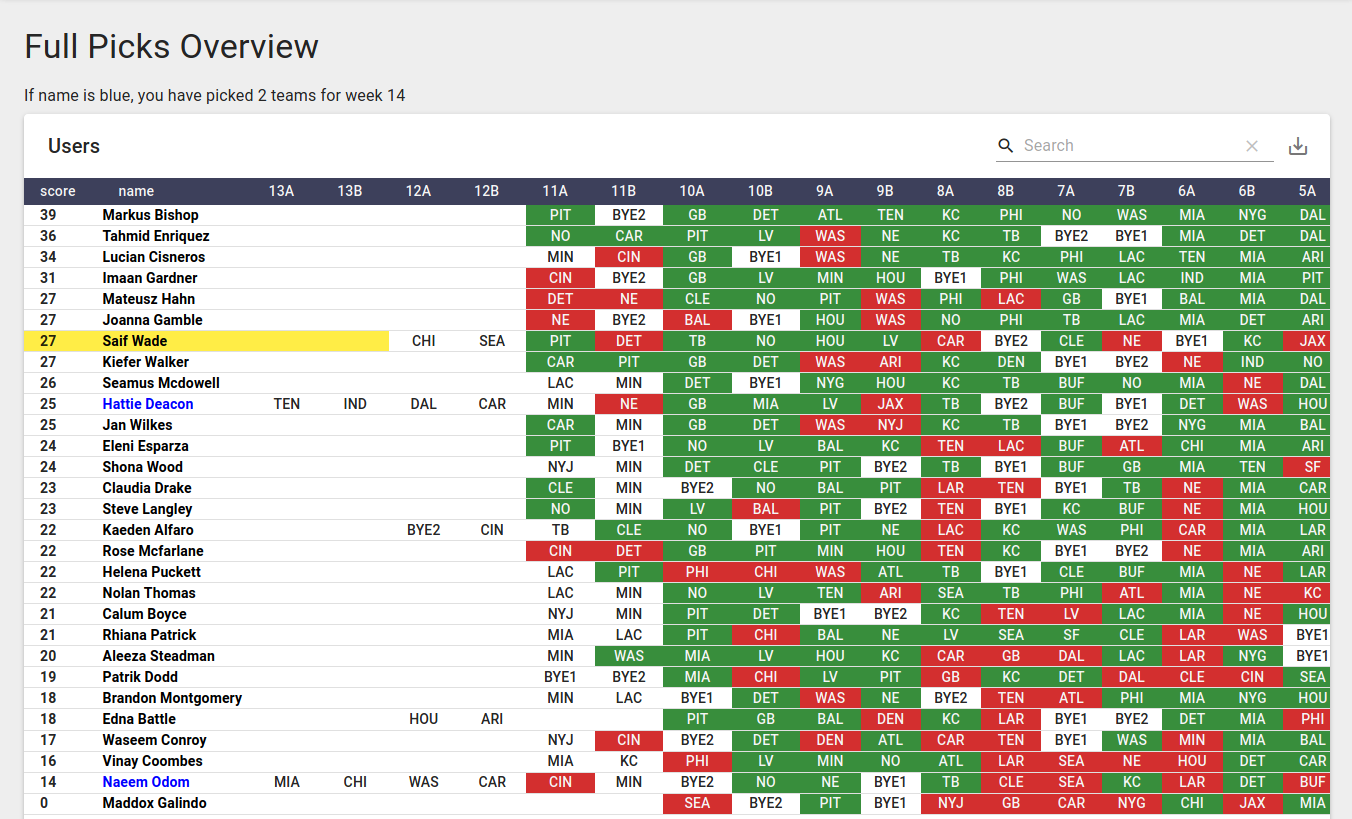 Full Picks Overview
If name is blue, you have picked 2 teams for week 14
Users Search
score name 13A 13B 12A 12B 11A 11B 10A 10B 9A 9B 8A 8B 7A 7B 6A 6B 5A
39 Markus Bishop PIT BYE2 GB DET ATL TEN KC PHI NO WAS MIA NYG DAL
36 Tahmid Enriquez NO CAR PIT LV WAS NE KC TB BYE2 BYE1 MIA DET DAL
34 Lucian Cisneros MIN CIN GB BYE1 WAS NE TB KC PHI LAC TEN MIA ARI
31 Imaan Gardner CIN BYE2 GB LV MIN HOU BYE1 PHI WAS LAC IND MIA PIT
27 Mateusz Hahn DET NE CLE NO PIT WAS PHI LAC GB BYE1 BAL MIA DAL
27 Joanna Gamble NE BYE2 BAL BYE1 HOU WAS NO PHI TB LAC MIA DET ARI
27 Saif Wade CHI SEA PIT DET TB NO HOU LV CAR BYE2 CLE NE BYE1 KC JAX
27 Kiefer Walker CAR PIT GB DET WAS ARI KC DEN BYE1 BYE2 NE IND NO
26 Seamus Mcdowell LAC MIN DET BYE1 NYG HOU KC TB BUF NO MIA NE DAL
25 Hattie Deacon TEN IND DAL CAR MIN NE GB MIA LV JAX TB BYE2 BUF BYE1 DET WAS HOU
25 Jan Wilkes CAR MIN GB DET WAS NYJ KC TB BYE1 BYE2 NYG MIA BAL
24 Eleni Esparza PIT BYE1 NO LV BAL KC TEN LAC BUF ATL CHI MIA ARI
24 Shona Wood NYJ MIN DET CLE PIT BYE2 TB BYE1 BUF GB MIA TEN SF
23 Claudia Drake CLE MIN BYE2 NO BAL PIT LAR TEN BYE1 TB NE MIA CAR
23 Steve Langley NO MIN LV BAL PIT BYE2 TEN BYE1 KC BUF NE MIA HOU
22 Kaeden Alfaro BYE2 CIN TB CLE NO BYE1 PIT NE LAC KC WAS PHI CAR MIA LAR
22 Rose Mcfarlane CIN DET GB PIT MIN HOU TEN KC BYE1 BYE2 NE MIA ARI
22 Helena Puckett LAC PIT PHI CHI WAS ATL TB BYE1 CLE BUF MIA NE LAR
22 Nolan Thomas LAC MIN NO LV TEN ARI SEA TB PHI ATL MIA NE KC
21 Calum Boyce NYJ MIN PIT DET BYE1 BYE2 KC TEN LV LAC MIA NE HOU
21 Rhiana Patrick MIA LAC PIT CHI BAL NE LV SEA SF CLE LAR WAS BYE1
20 Aleeza Steadman MIN WAS MIA LV HOU KC CAR GB DAL LAC LAR NYG BYE1
19 Patrik Dodd BYE1 BYE2 MIA CHI LV PIT GB KC DET DAL CLE CIN SEA
18 Brandon Montgomery MIN LAC BYE1 DET WAS NE BYE2 TEN ATL PHI MIA NYG HOU
18 Edna Battle HOU ARI PIT GB BAL DEN KC LAR BYE1 BYE2 DET MIA PHI
17 Waseem Conroy NYJ CIN BYE2 DET DEN ATL CAR TEN BYE1 WAS MIN MIA BAL
16 Vinay Coombes MIA KC PHI LV MIN NO ATL LAR SEA NE HOU DET CAR
14 Naeem Odom MIA CHI WAS CAR CIN MIN BYE2 NO NE BYE1 TB CLE SEA KC LAR DET BUF
0 Maddox Galindo SEA BYE2 PIT BYE1 NYJ GB CAR NYG CHI JAX MIA